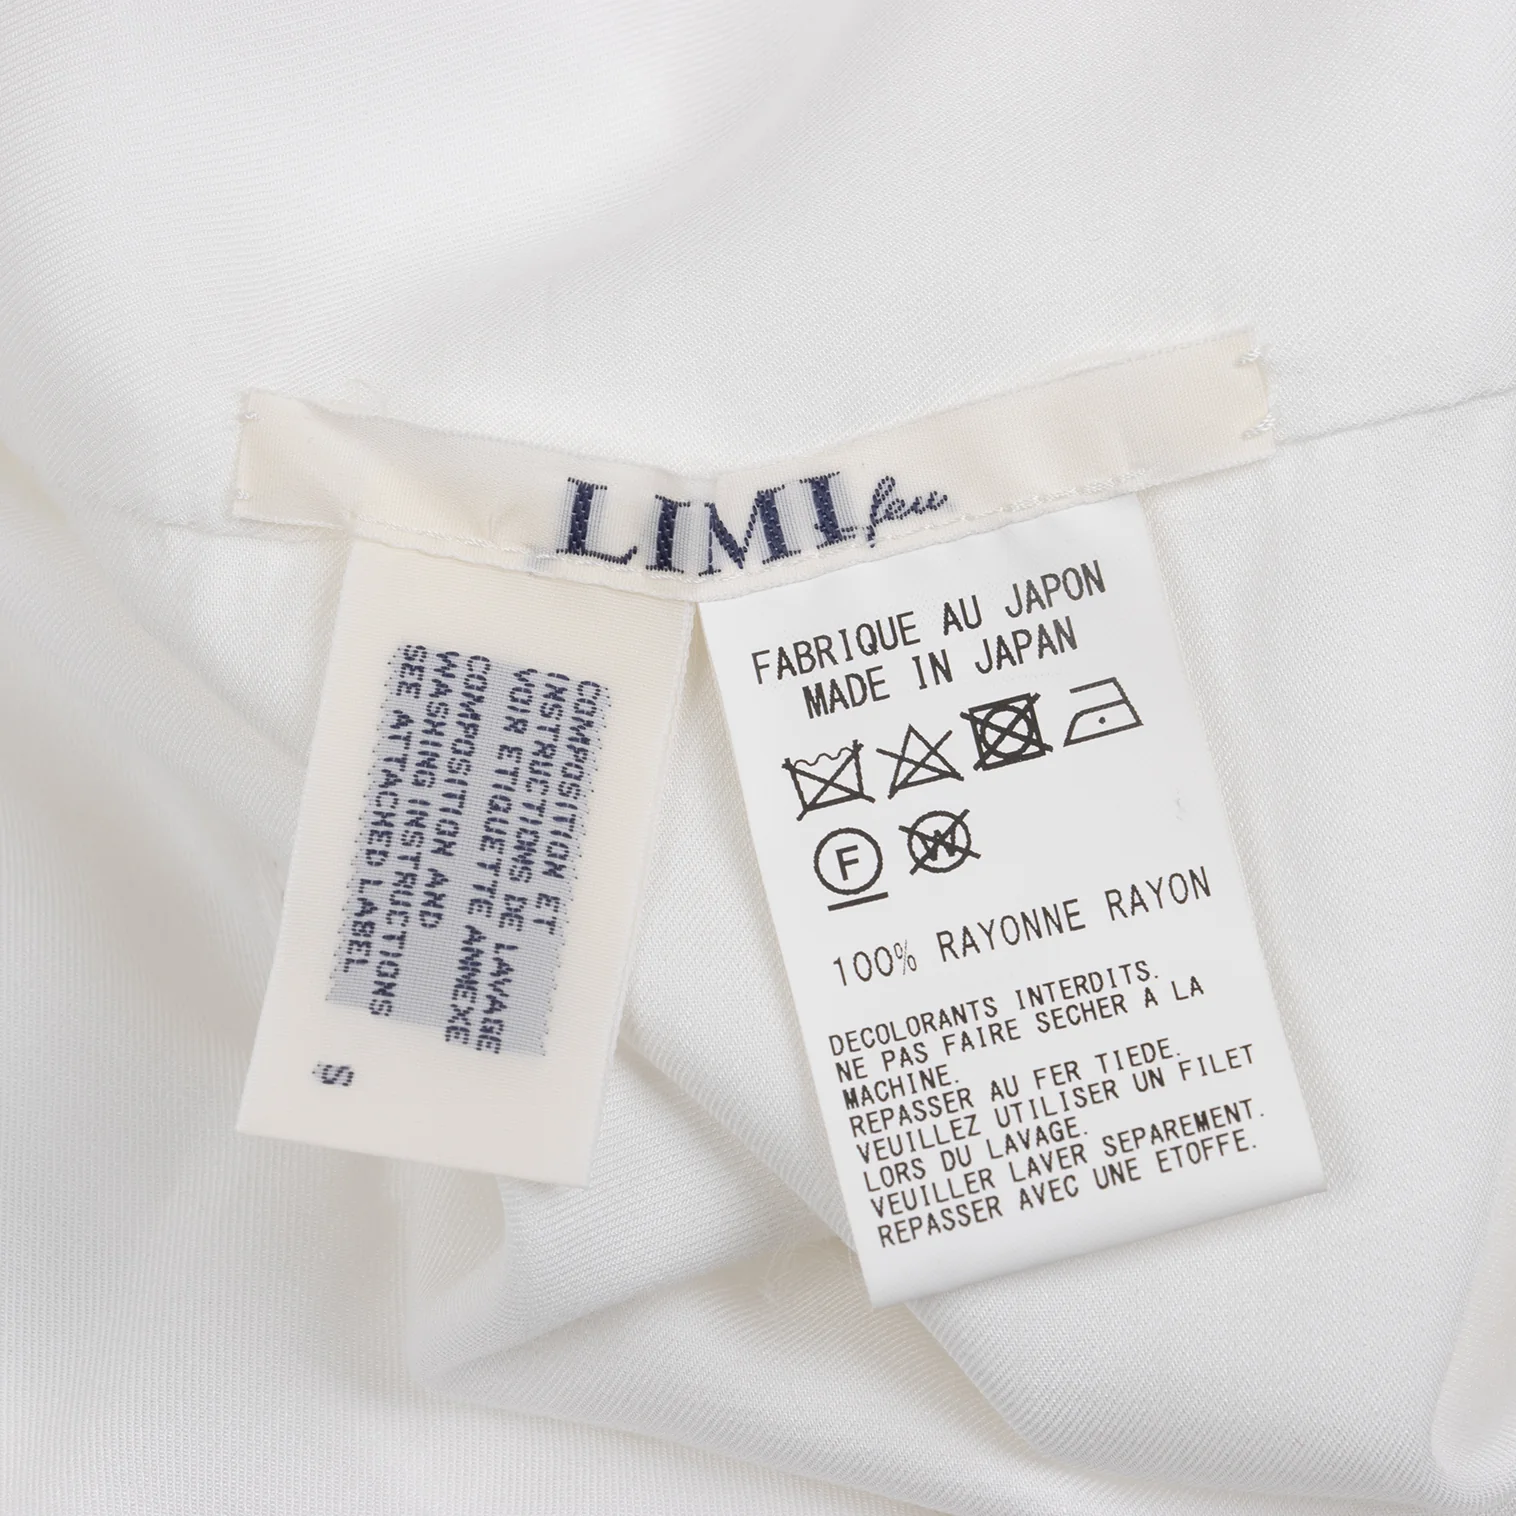 LIMI feu
COMPOSITION ET
INSTRUCTIONS DE LAVAGE
VOIR ETIQUETTE ANNEXE
COMPOSITION AND
WASHING INSTRUCTIONS
SEE ATTACHED LABEL
S
FABRIQUE AU JAPON
MADE IN JAPAN
F
W
100% RAYONNE RAYON
DECOLORANTS INTERDITS.
NE PAS FAIRE SECHER A LA
MACHINE.
REPASSER AU FER TIEDE.
VEUILLEZ UTILISER UN FILET
LORS DU LAVAGE.
VEUILLER LAVER SEPAREMENT.
REPASSER AVEC UNE ETOFFE.